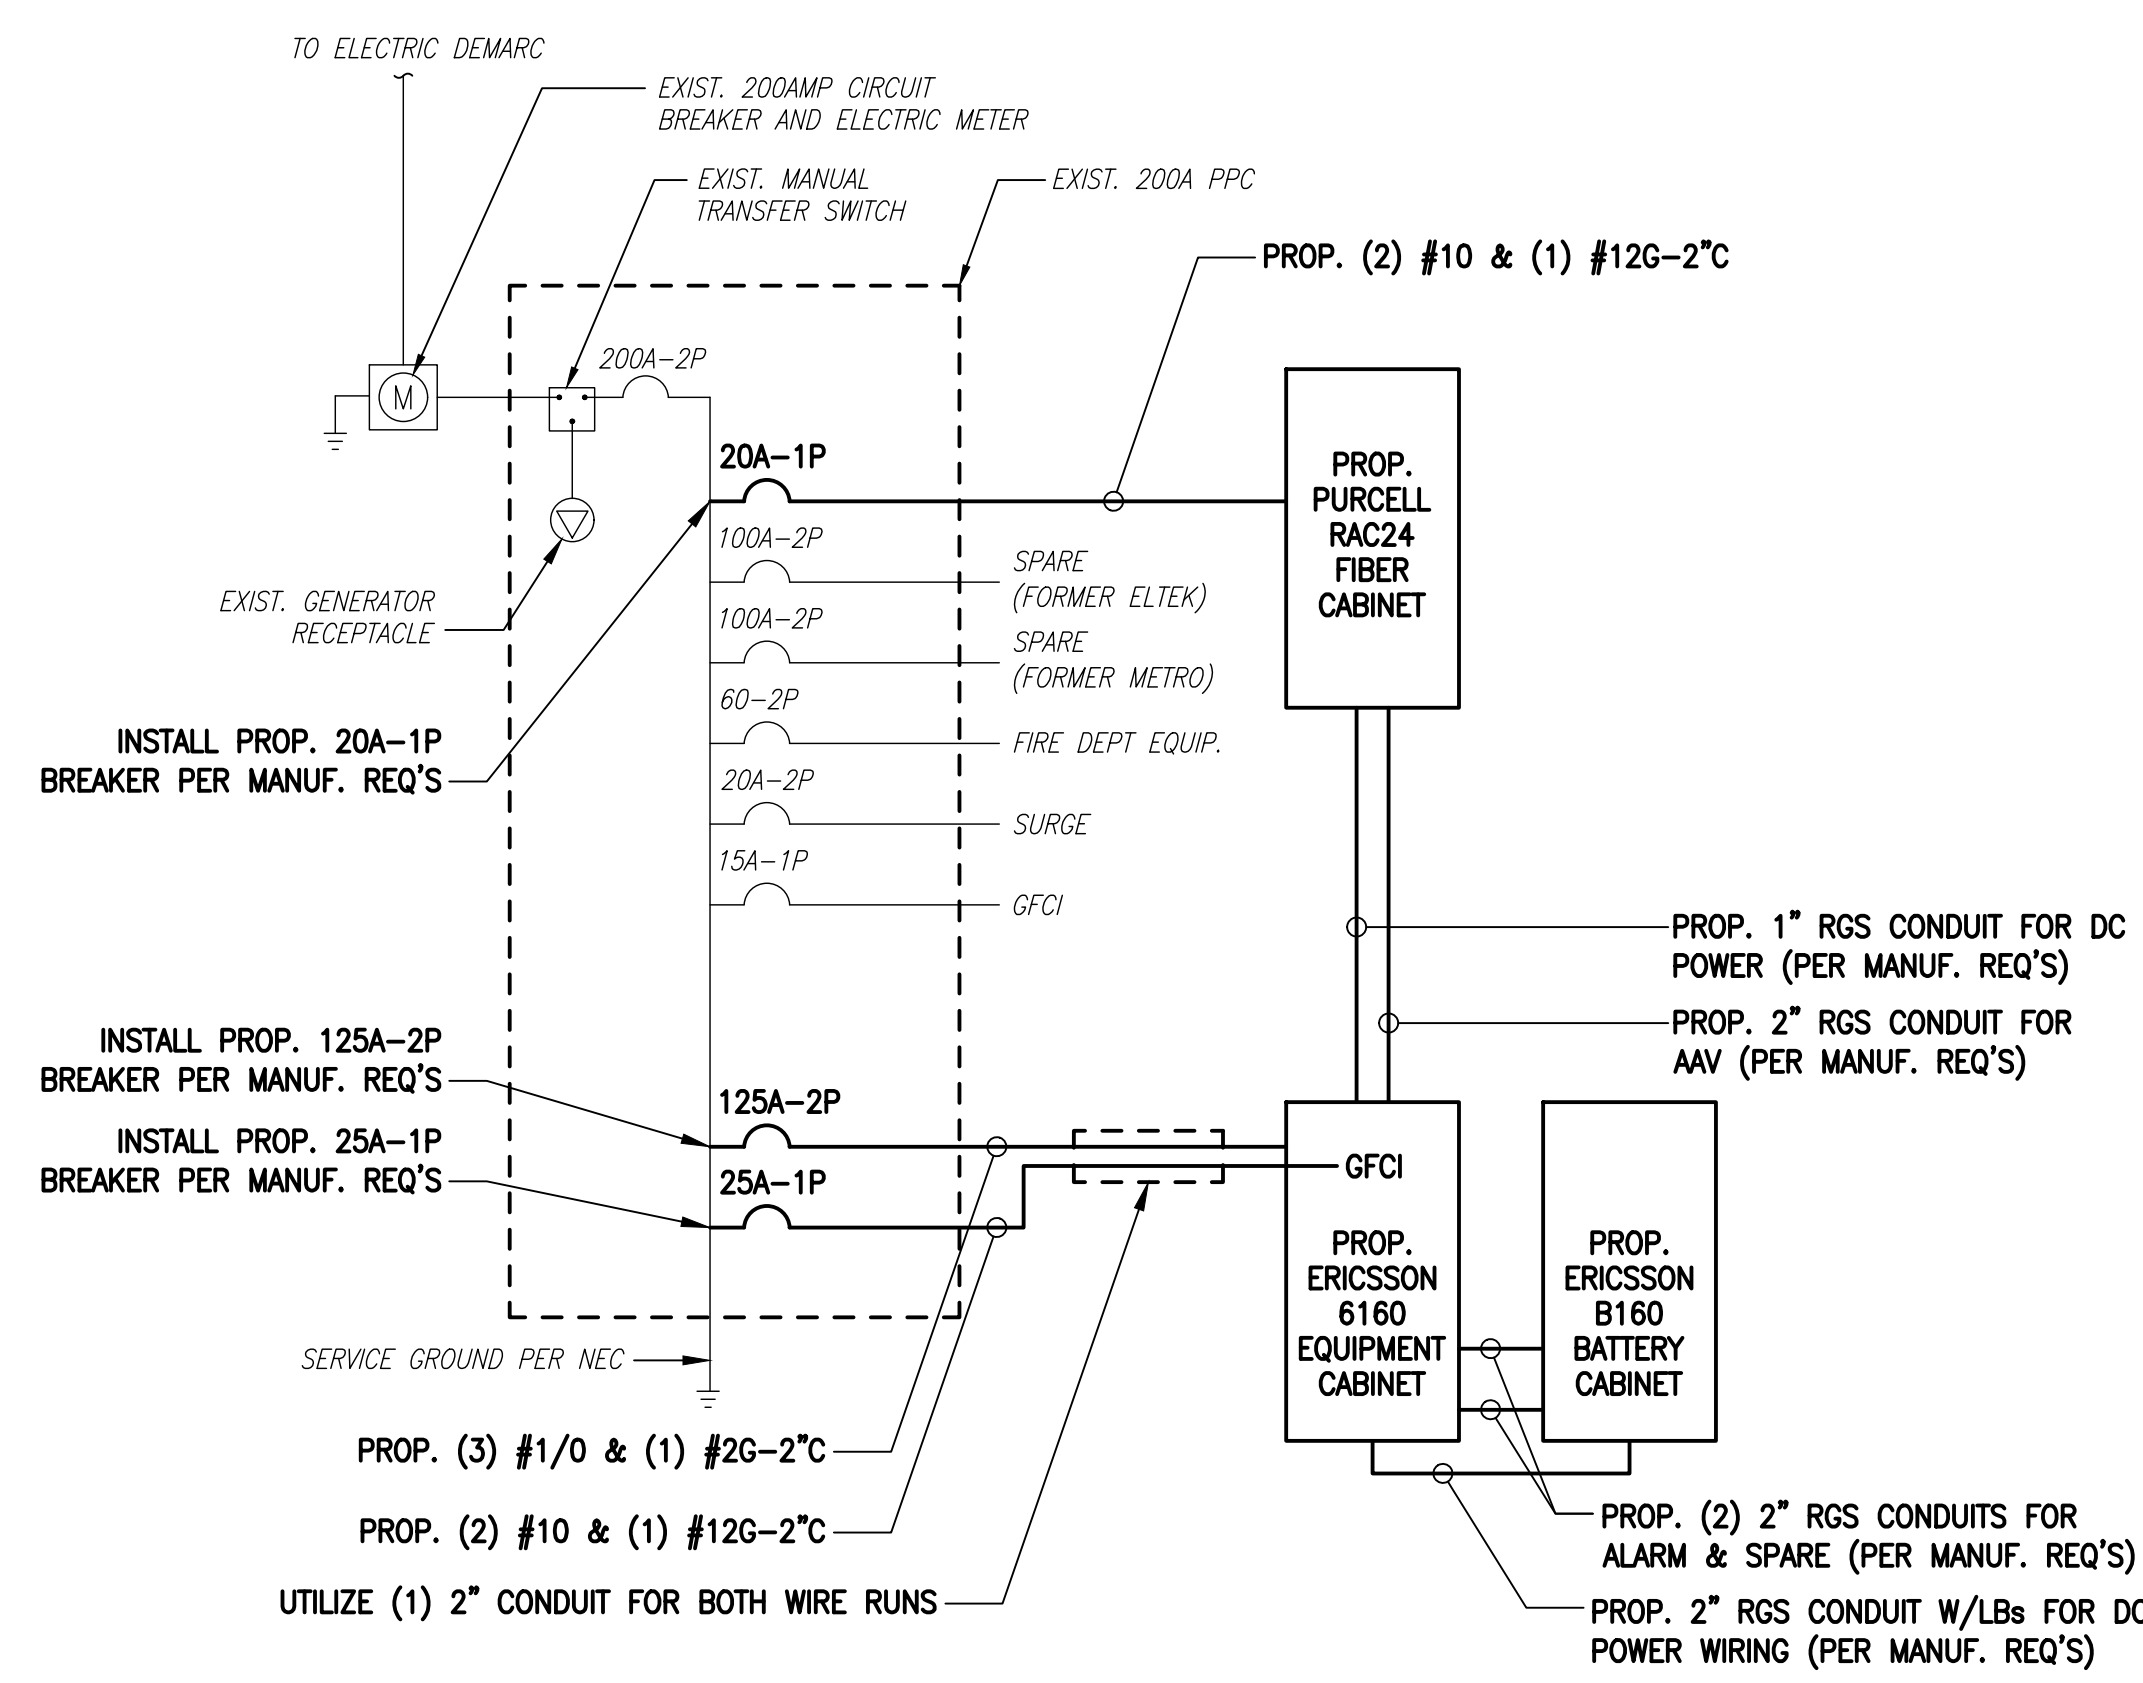 TO ELECTRIC DEMARC
EXIST. 200AMP CIRCUIT
BREAKER AND ELECTRIC METER
EXIST. MANUAL
TRANSFER SWITCH
EXIST. 200A PPC
PROP. (2) #10 & (1) #12G-2"C
200A-2P
M
20A-1P
PROP.
PURCELL
RAC24
FIBER
CABINET
100A-2P
SPARE
(FORMER ELTEK)
EXIST. GENERATOR
RECEPTACLE
100A-2P
SPARE
(FORMER METRO)
60-2P
FIRE DEPT EQUIP.
INSTALL PROP. 20A-1P
BREAKER PER MANUF. REQ'S
20A-2P
SURGE
15A-1P
GFCI
PROP. 1" RGS CONDUIT FOR DC
POWER (PER MANUF. REQ'S)
PROP. 2" RGS CONDUIT FOR
AAV (PER MANUF. REQ'S)
INSTALL PROP. 125A-2P
BREAKER PER MANUF. REQ'S
125A-2P
INSTALL PROP. 25A-1P
BREAKER PER MANUF. REQ'S
25A-1P
GFCI
PROP.
ERICSSON
6160
EQUIPMENT
CABINET
PROP.
ERICSSON
B160
BATTERY
CABINET
SERVICE GROUND PER NEC
PROP. (3) #1/0 & (1) #2G-2"C
PROP. (2) #10 & (1) #12G-2"C
UTILIZE (1) 2" CONDUIT FOR BOTH WIRE RUNS
PROP. (2) 2" RGS CONDUITS FOR
ALARM & SPARE (PER MANUF. REQ'S)
PROP. 2" RGS CONDUIT W/LBs FOR DC
POWER WIRING (PER MANUF. REQ'S)